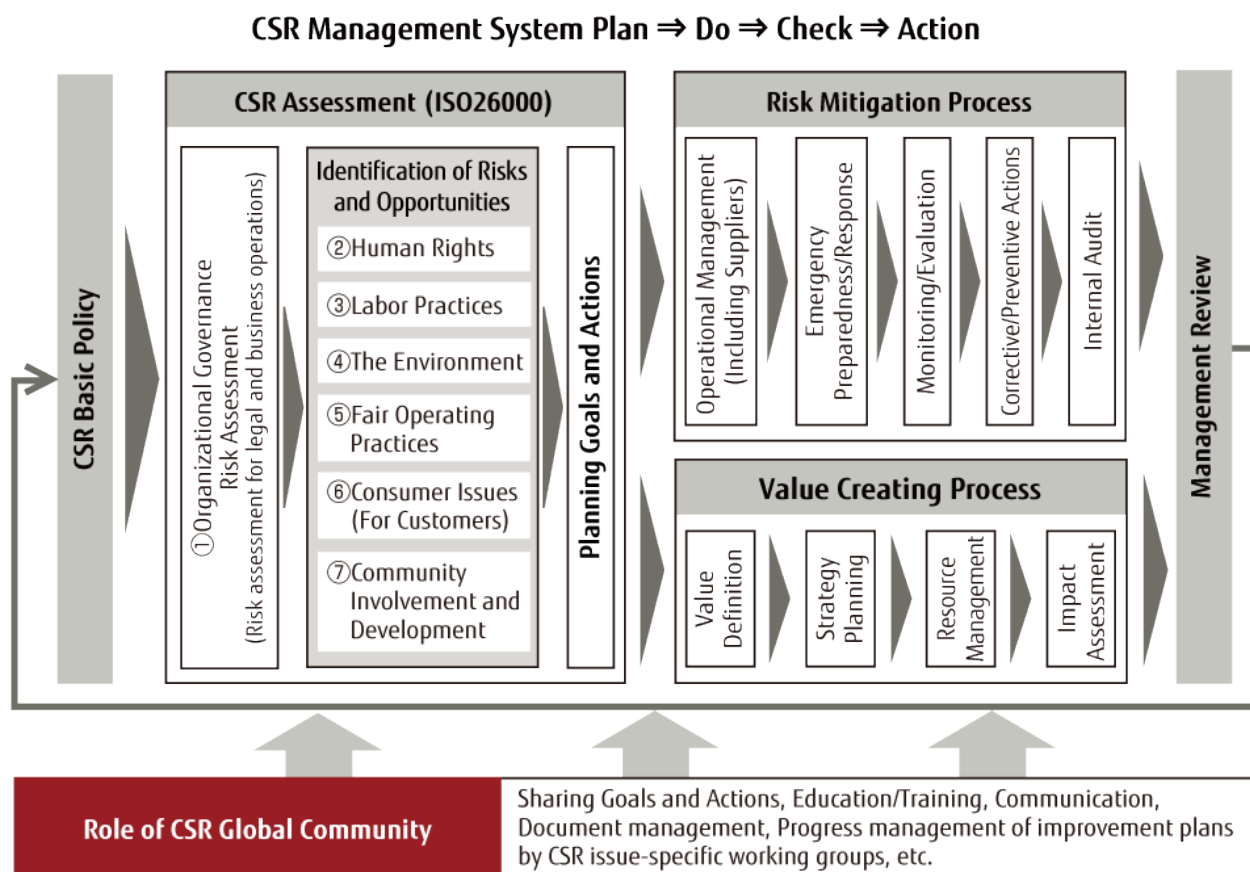 CSR Management System Plan ⇒ Do ⇒ Check ⇒ Action
CSR Basic Policy
CSR Assessment (ISO26000)
①Organizational Governance
Risk Assessment
(Risk assessment for legal and business operations)
Identification of Risks
and Opportunities
②Human Rights
③Labor Practices
④The Environment
⑤Fair Operating
Practices
⑥Consumer Issues
(For Customers)
⑦Community
Involvement and
Development
Planning Goals and Actions
Risk Mitigation Process
Operational Management
(Including Suppliers)
Emergency
Preparedness/Response
Monitoring/Evaluation
Corrective/Preventive Actions
Internal Audit
Value Creating Process
Value
Definition
Strategy
Planning
Resource
Management
Impact
Assessment
Management Review
Role of CSR Global Community
Sharing Goals and Actions, Education/Training, Communication,
Document management, Progress management of improvement plans
by CSR issue-specific working groups, etc.